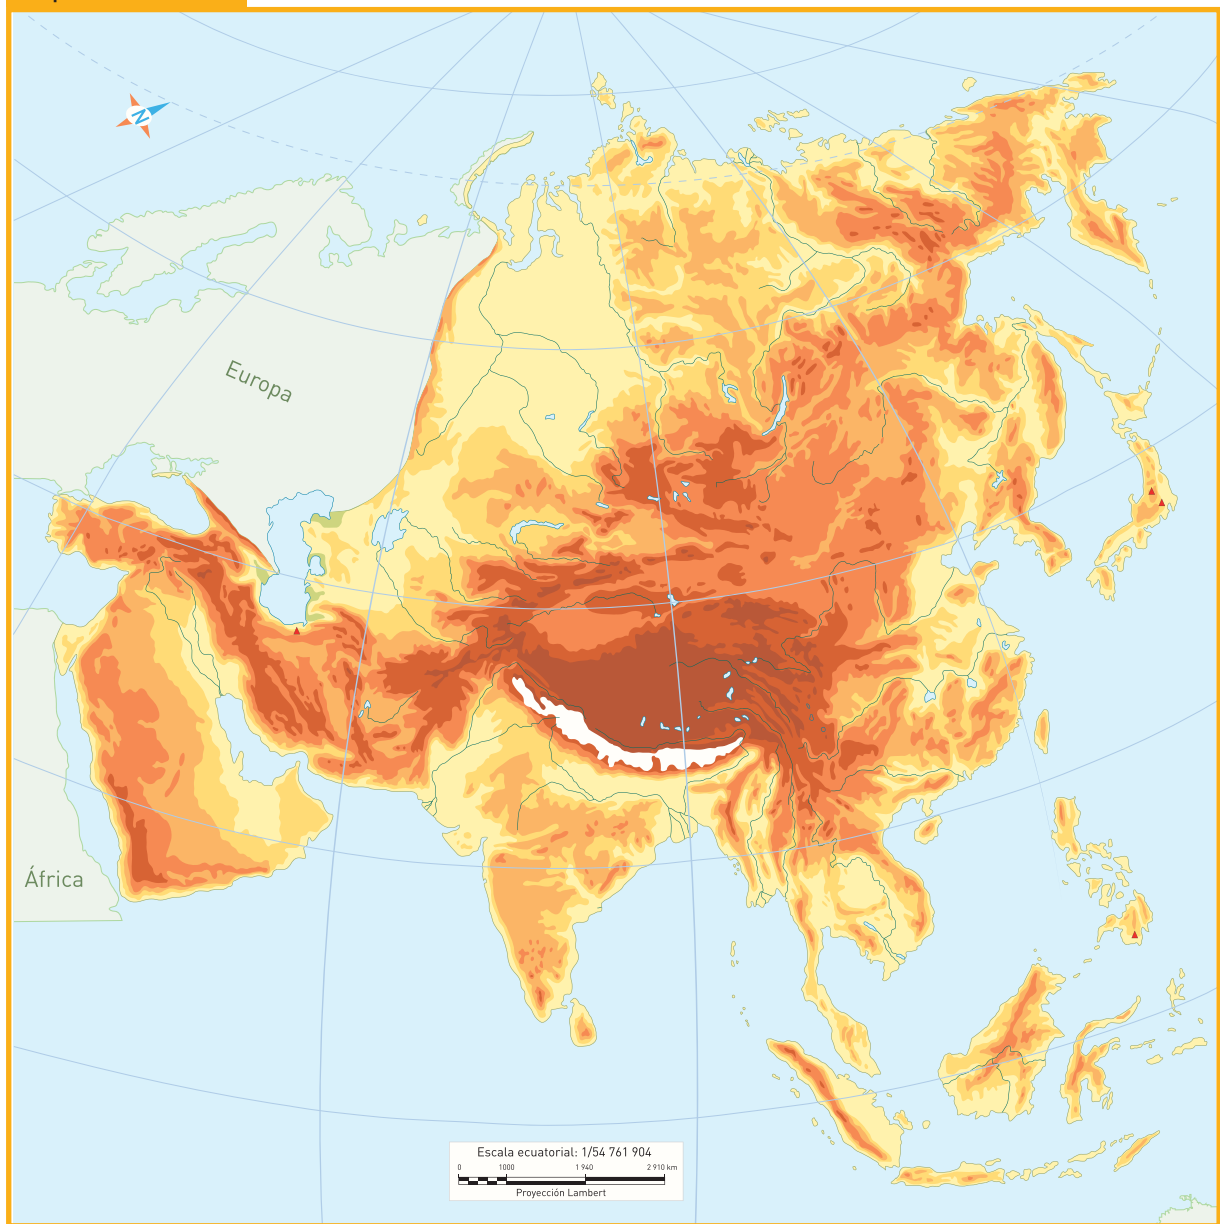 N
Europa
África
Escala ecuatorial: 1/54 761 904
0 1000 1 940 2 910 km
Proyección Lambert